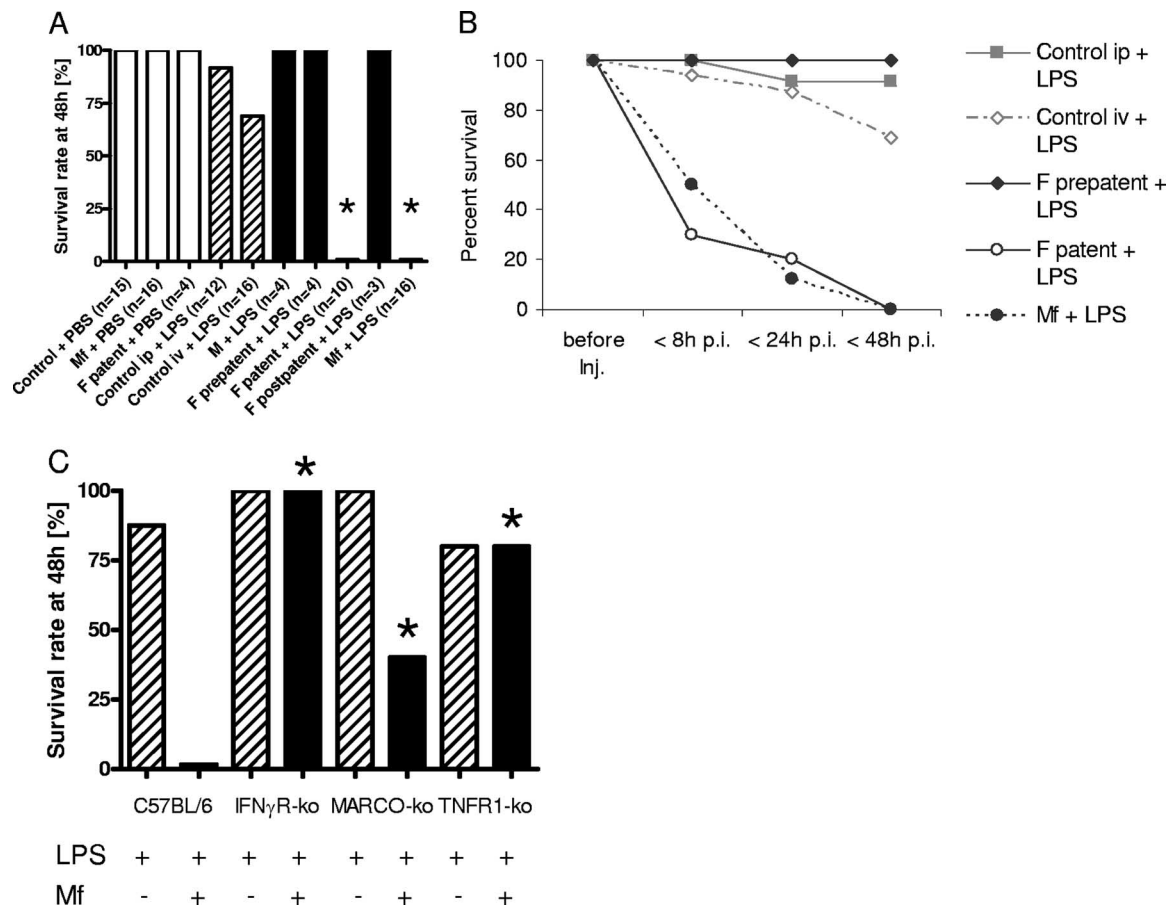 A
Survival rate at 48h [%]
100
75
50
25
0
*
*
Control + PBS (n=15)
Mf + PBS (n=16)
F patent + PBS (n=4)
Control ip + LPS (n=12)
Control iv + LPS (n=16)
M + LPS (n=4)
F prepatent + LPS (n=4)
F patent + LPS (n=10)
F postpatent + LPS (n=3)
Mf + LPS (n=16)
B
Percent survival
100
80
60
40
20
0
before
Inj.
< 8h p.i.
< 24h p.i.
< 48h p.i.
Control ip +
LPS
Control iv +
LPS
F prepatent +
LPS
F patent +
LPS
Mf + LPS
C
Survival rate at 48h [%]
100
75
50
25
0
*
*
*
C57BL/6 IFNγR-ko MARCO-ko TNFR1-ko
LPS + + + + + + + +
Mf - + - + - + - +